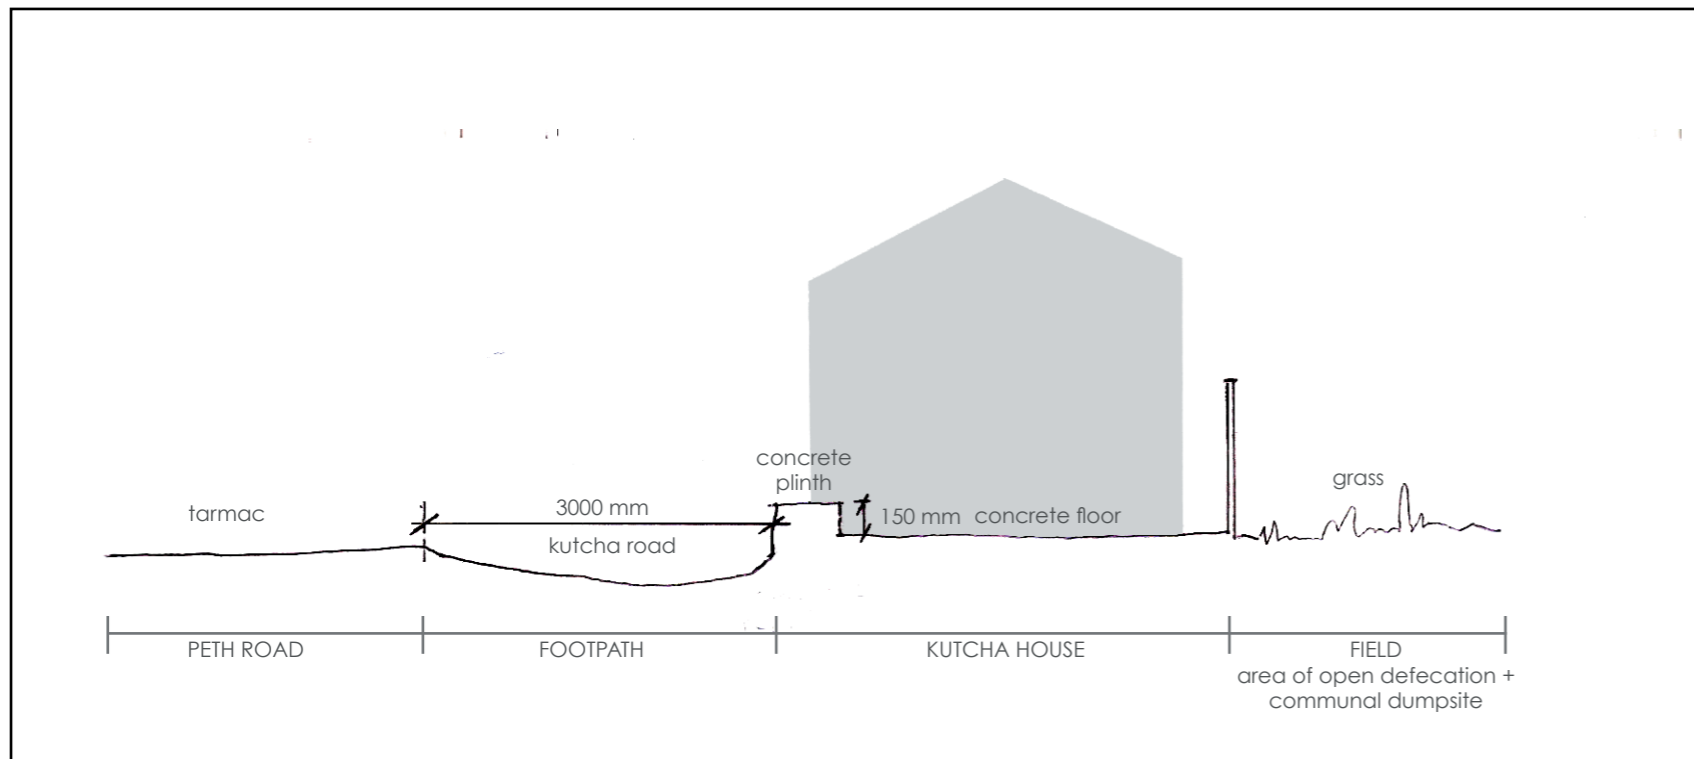 concrete
plinth
grass
tarmac
3000 mm
150 mm concrete floor
kutcha road
PETH ROAD
FOOTPATH
KUTCHA HOUSE
FIELD
area of open defecation +
communal dumpsite